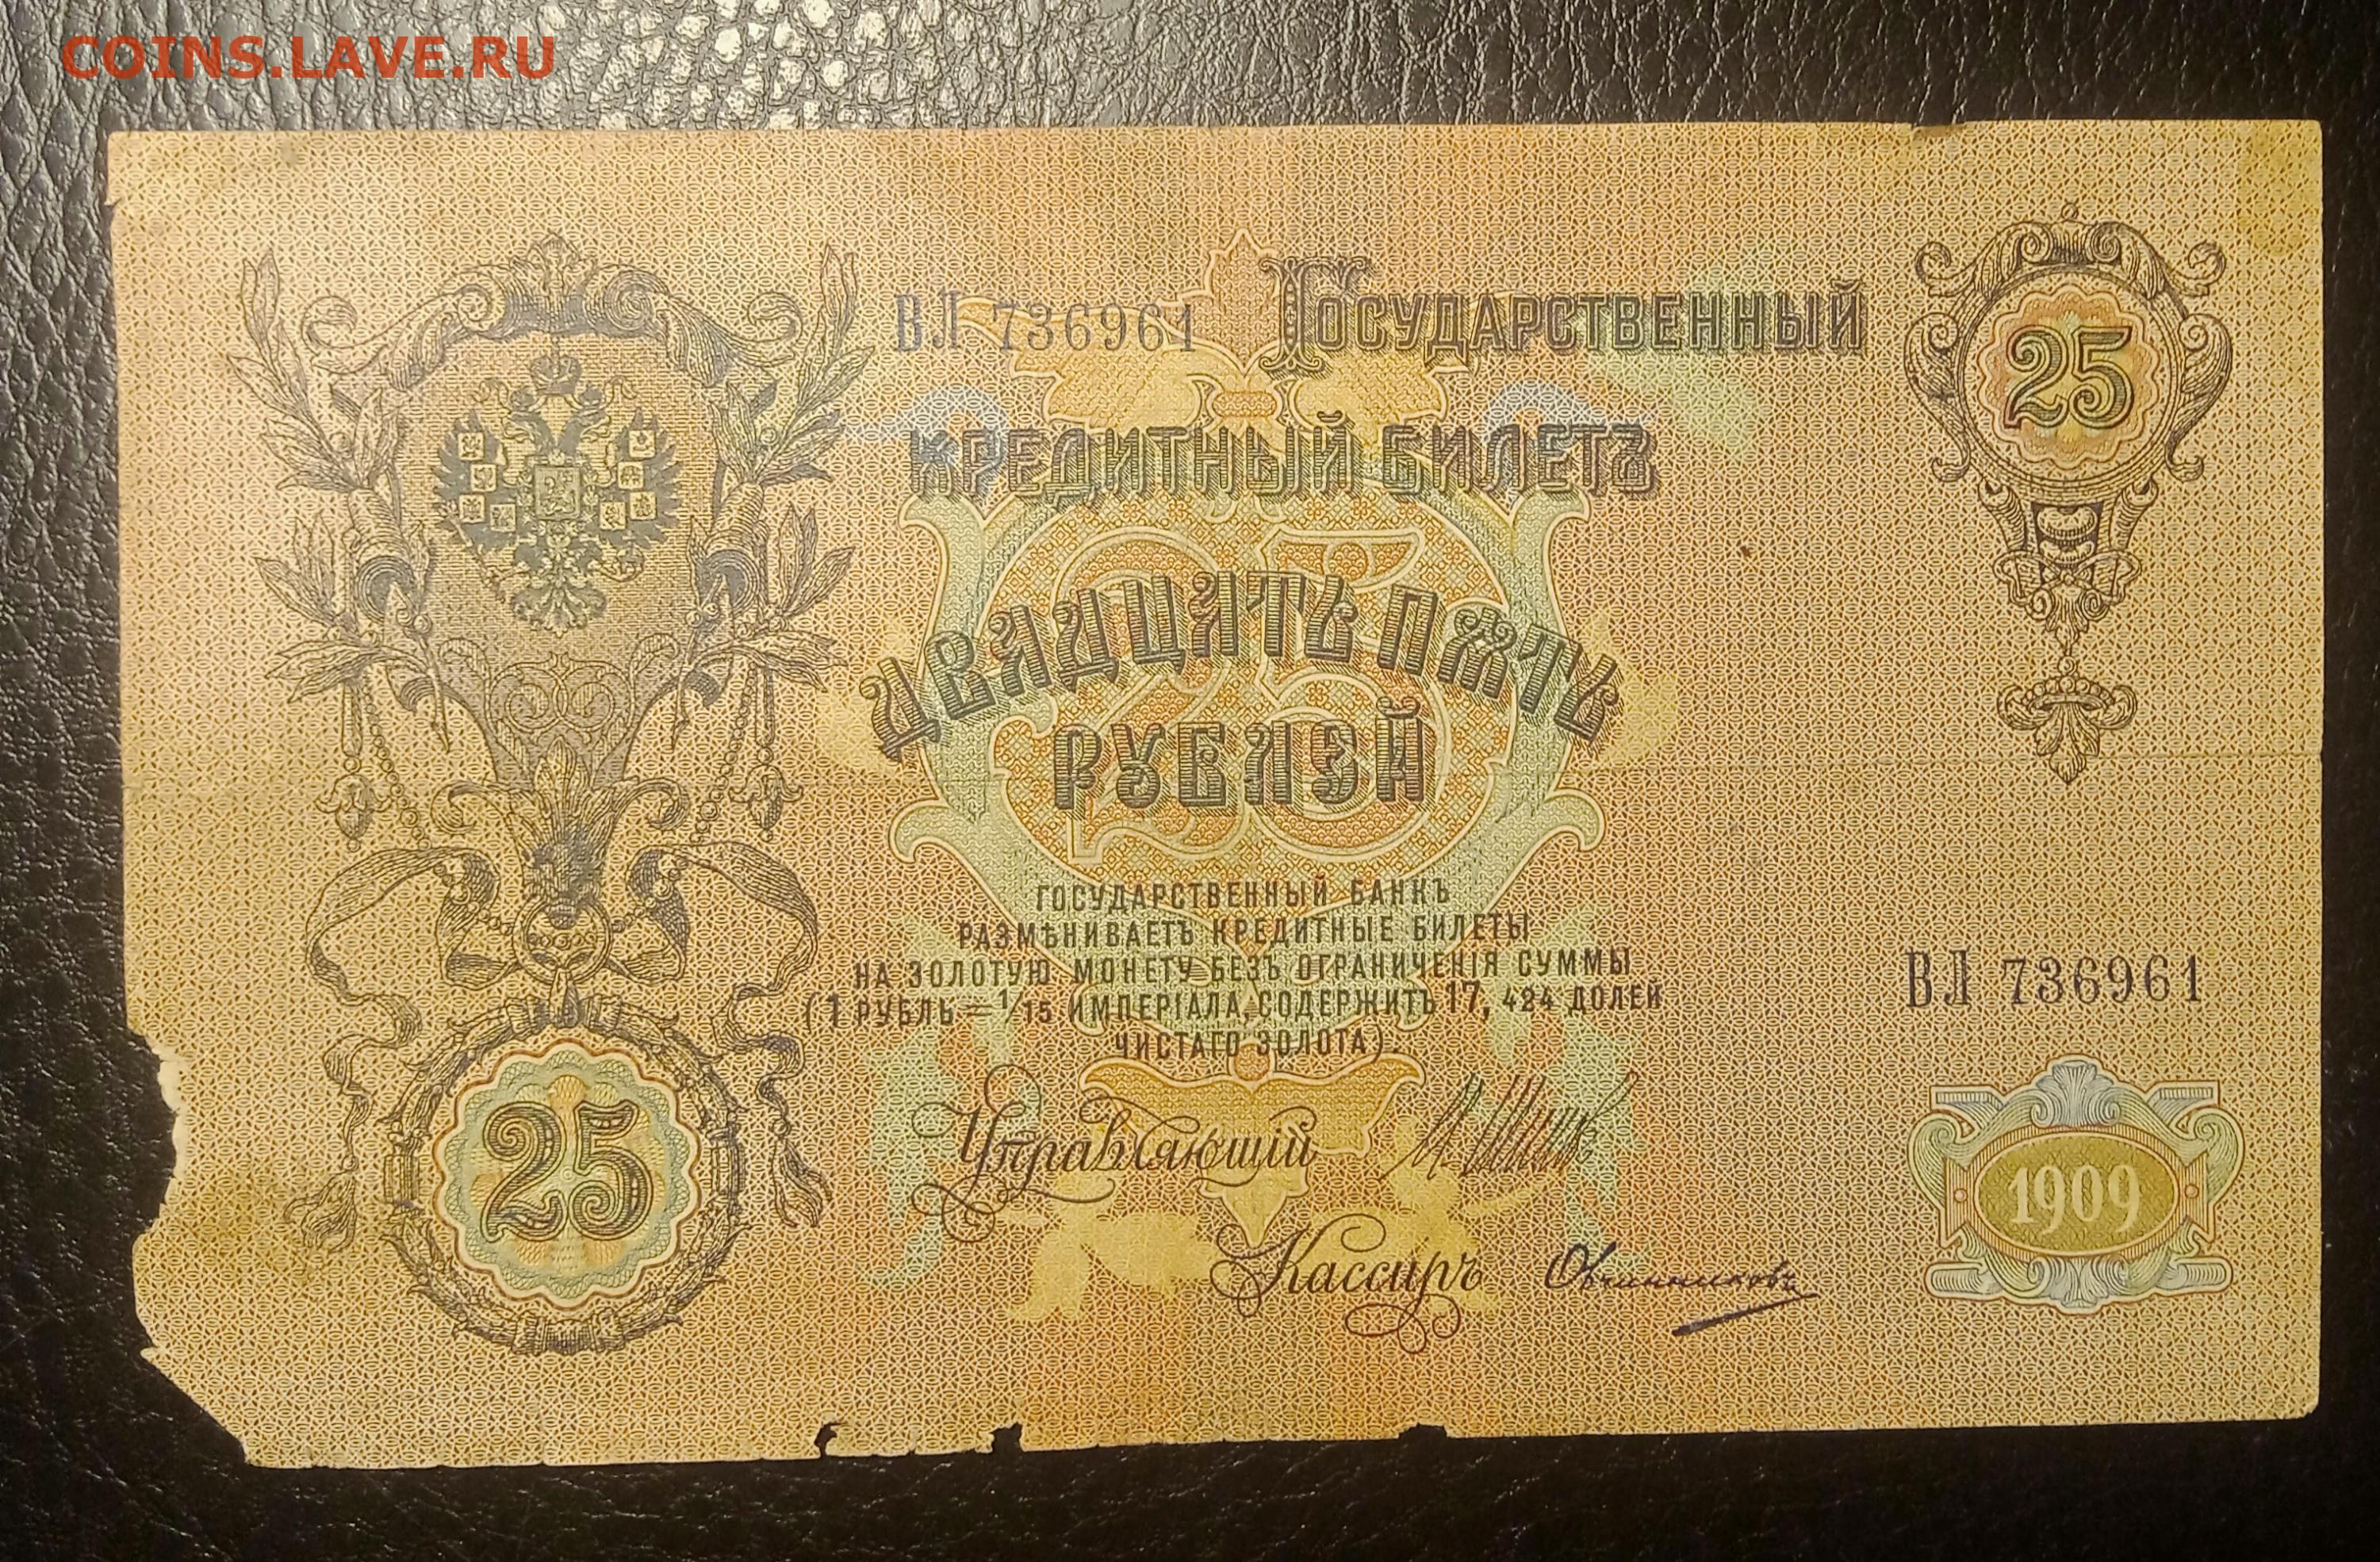 COINS.LAVE.RU
ВЛ 736961 ГОСУДАРСТВЕННЫЙ
25
КРЕДИТНЫЙ БИЛЕТЪ
25
ДВАДЦАТЬ ПЯТЬ
РУБЛЕЙ
ГОСУДАРСТВЕННЫЙ БАНКЪ
РАЗМѢНИВАЕТЪ КРЕДИТНЫЕ БИЛЕТЫ
НА ЗОЛОТУЮ МОНЕТУ БЕЗЪ ОГРАНИЧЕНІЯ СУММЫ
(1 РУБЛЬ = 1/15 ИМПЕРІАЛА, СОДЕРЖИТЪ 17, 424 ДОЛЕЙ
ЧИСТАГО ЗОЛОТА).
ВЛ 736961
25
Управляющій
Кассиръ Овчинниковъ
1909